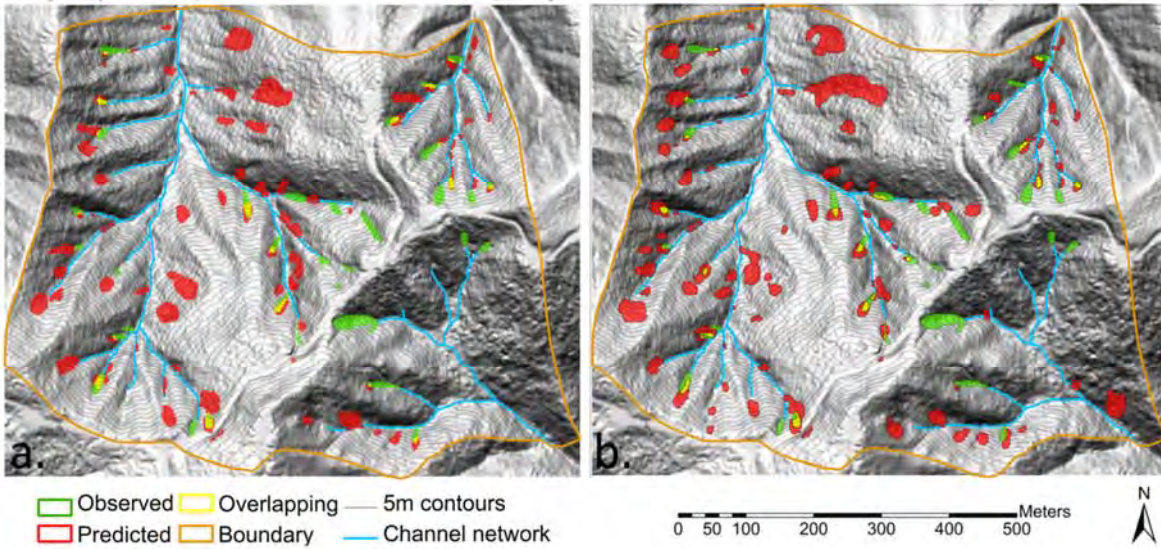 a.
b.
Observed Overlapping 5m contours
Predicted Boundary Channel network
0 50 100 200 300 400 500 Meters
N